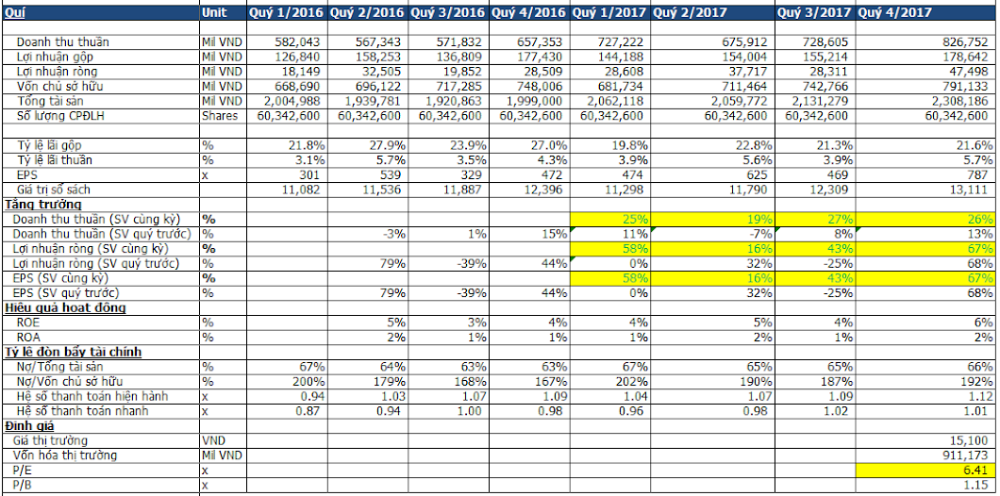 Quí Unit Quý 1/2016 Quý 2/2016 Quý 3/2016 Quý 4/2016 Quý 1/2017 Quý 2/2017 Quý 3/2017 Quý 4/2017
Doanh thu thuần Mil VND 582,043 567,343 571,832 657,353 727,222 675,912 728,605 826,752
Lợi nhuận gộp Mil VND 126,840 158,253 136,809 177,430 144,188 154,004 155,214 178,642
Lợi nhuận ròng Mil VND 18,149 32,505 19,852 28,509 28,608 37,717 28,311 47,498
Vốn chủ sở hữu Mil VND 668,690 696,122 717,285 748,006 681,734 711,464 742,766 791,133
Tổng tài sản Mil VND 2,004,988 1,939,781 1,920,863 1,999,000 2,062,118 2,059,772 2,131,279 2,308,186
Số lượng CPĐLH Shares 60,342,600 60,342,600 60,342,600 60,342,600 60,342,600 60,342,600 60,342,600 60,342,600
Tỷ lệ lãi gộp % 21.8% 27.9% 23.9% 27.0% 19.8% 22.8% 21.3% 21.6%
Tỷ lệ lãi thuần % 3.1% 5.7% 3.5% 4.3% 3.9% 5.6% 3.9% 5.7%
EPS x 301 539 329 472 474 625 469 787
Giá trị sổ sách 11,082 11,536 11,887 12,396 11,298 11,790 12,309 13,111
Tăng trưởng
Doanh thu thuần (SV cùng kỳ) % 25% 19% 27% 26%
Doanh thu thuần (SV quý trước) % -3% 1% 15% 11% -7% 8% 13%
Lợi nhuận ròng (SV cùng kỳ) % 58% 16% 43% 67%
Lợi nhuận ròng (SV quý trước) % 79% -39% 44% 0% 32% -25% 68%
EPS (SV cùng kỳ) % 58% 16% 43% 67%
EPS (SV quý trước) % 79% -39% 44% 0% 32% -25% 68%
Hiệu quả hoạt động
ROE % 5% 3% 4% 4% 5% 4% 6%
ROA % 2% 1% 1% 1% 2% 1% 2%
Tỷ lệ đòn bẩy tài chính
Nợ/Tổng tài sản % 67% 64% 63% 63% 67% 65% 65% 66%
Nợ/Vốn chủ sở hữu % 200% 179% 168% 167% 202% 190% 187% 192%
Hệ số thanh toán hiện hành x 0.94 1.03 1.07 1.09 1.04 1.07 1.09 1.12
Hệ số thanh toán nhanh x 0.87 0.94 1.00 0.98 0.96 0.98 1.02 1.01
Định giá
Giá thị trường VND 15,100
Vốn hóa thị trường Mil VND 911,173
P/E x 6.41
P/B x 1.15